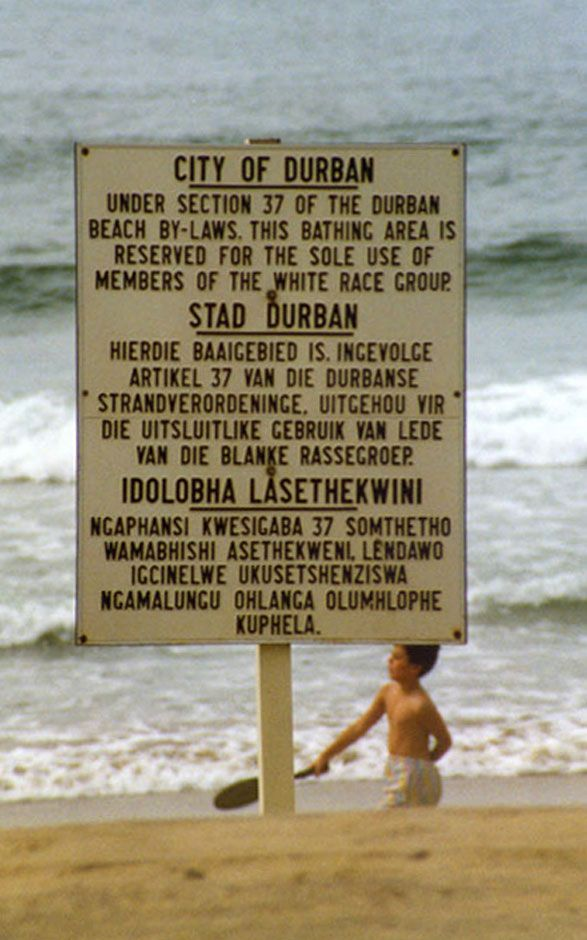 CITY OF DURBAN
UNDER SECTION 37 OF THE DURBAN
BEACH BY-LAWS. THIS BATHING AREA IS
RESERVED FOR THE SOLE USE OF
MEMBERS OF THE WHITE RACE GROUP.
STAD DURBAN
HIERDIE BAAIGEBIED IS. INGEVOLGE
ARTIKEL 37 VAN DIE DURBANSE
STRANDVERORDENINGE, UITGEHOU VIR
DIE UITSLUITLIKE GEBRUIK VAN LEDE
VAN DIE BLANKE RASSEGROEP.
IDOLOBHA LASETHEKWINI
NGAPHANSI KWESIGABA 37 SOMTHETHO
WAMABHISHI ASETHEKWENI, LENDAWO
IGCINELWE UKUSETSHENZISWA
NGAMALUNGU OHLANGA OLUMHLOPHE
KUPHELA.